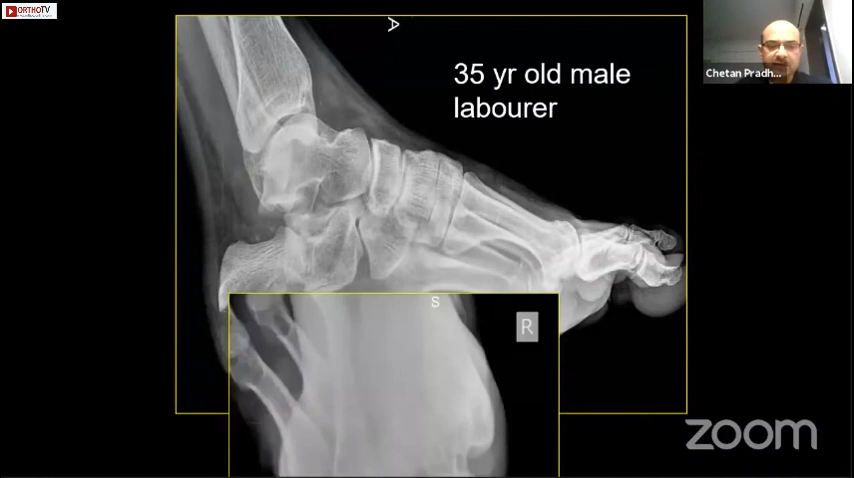 ORTHOTV
A
35 yr old male
labourer
Chetan Pradh...
S
R
zoom